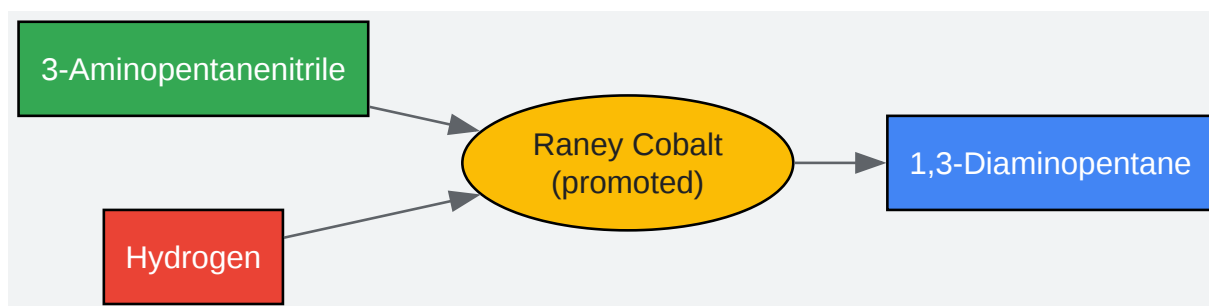 3-Aminopentanenitrile
Hydrogen
Raney Cobalt
(promoted)
1,3-Diaminopentane